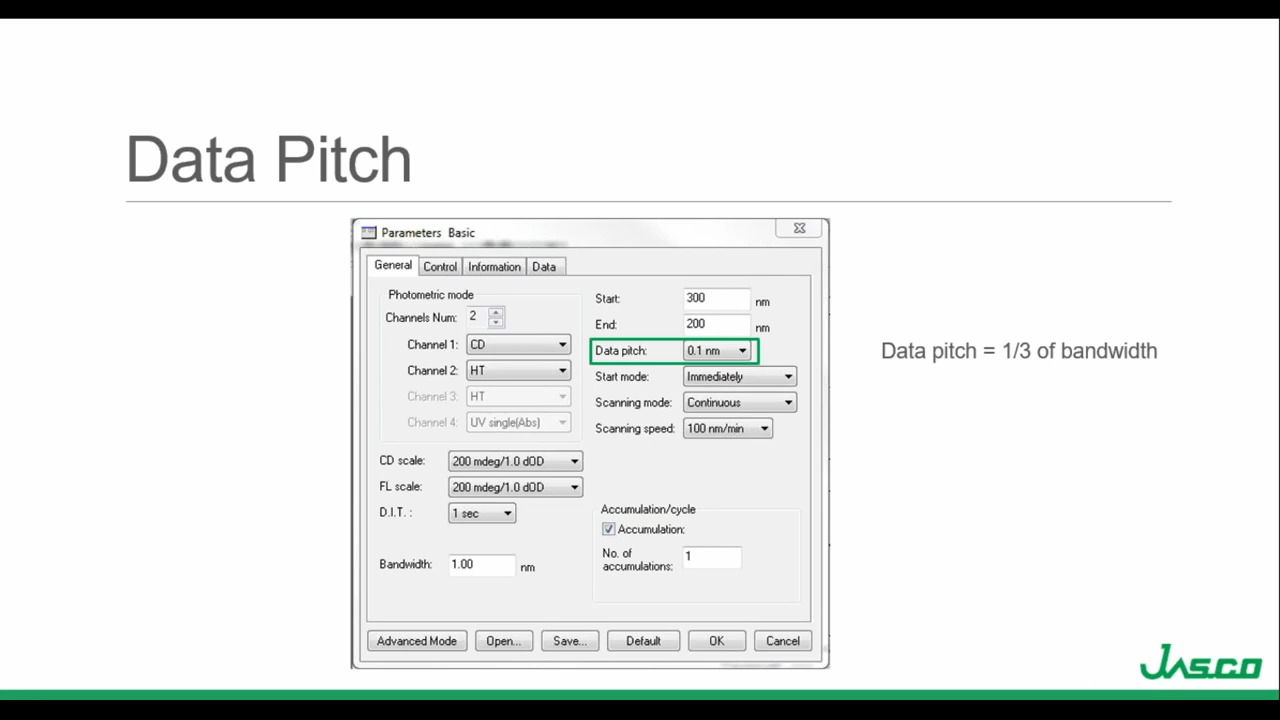 Data Pitch
Parameters Basic
General Control Information Data
Photometric mode
Channels Num: 2
Channel 1: CD
Channel 2: HT
Channel 3: HT
Channel 4: UV single(Abs)
CD scale: 200 mdeg/1.0 dOD
FL scale: 200 mdeg/1.0 dOD
D.I.T. : 1 sec
Bandwidth: 1.00 nm
Start: 300 nm
End: 200 nm
Data pitch: 0.1 nm
Start mode: Immediately
Scanning mode: Continuous
Scanning speed: 100 nm/min
Accumulation/cycle
Accumulation:
No. of
accumulations: 1
Advanced Mode Open... Save... Default OK Cancel
Data pitch = 1/3 of bandwidth
JASCO